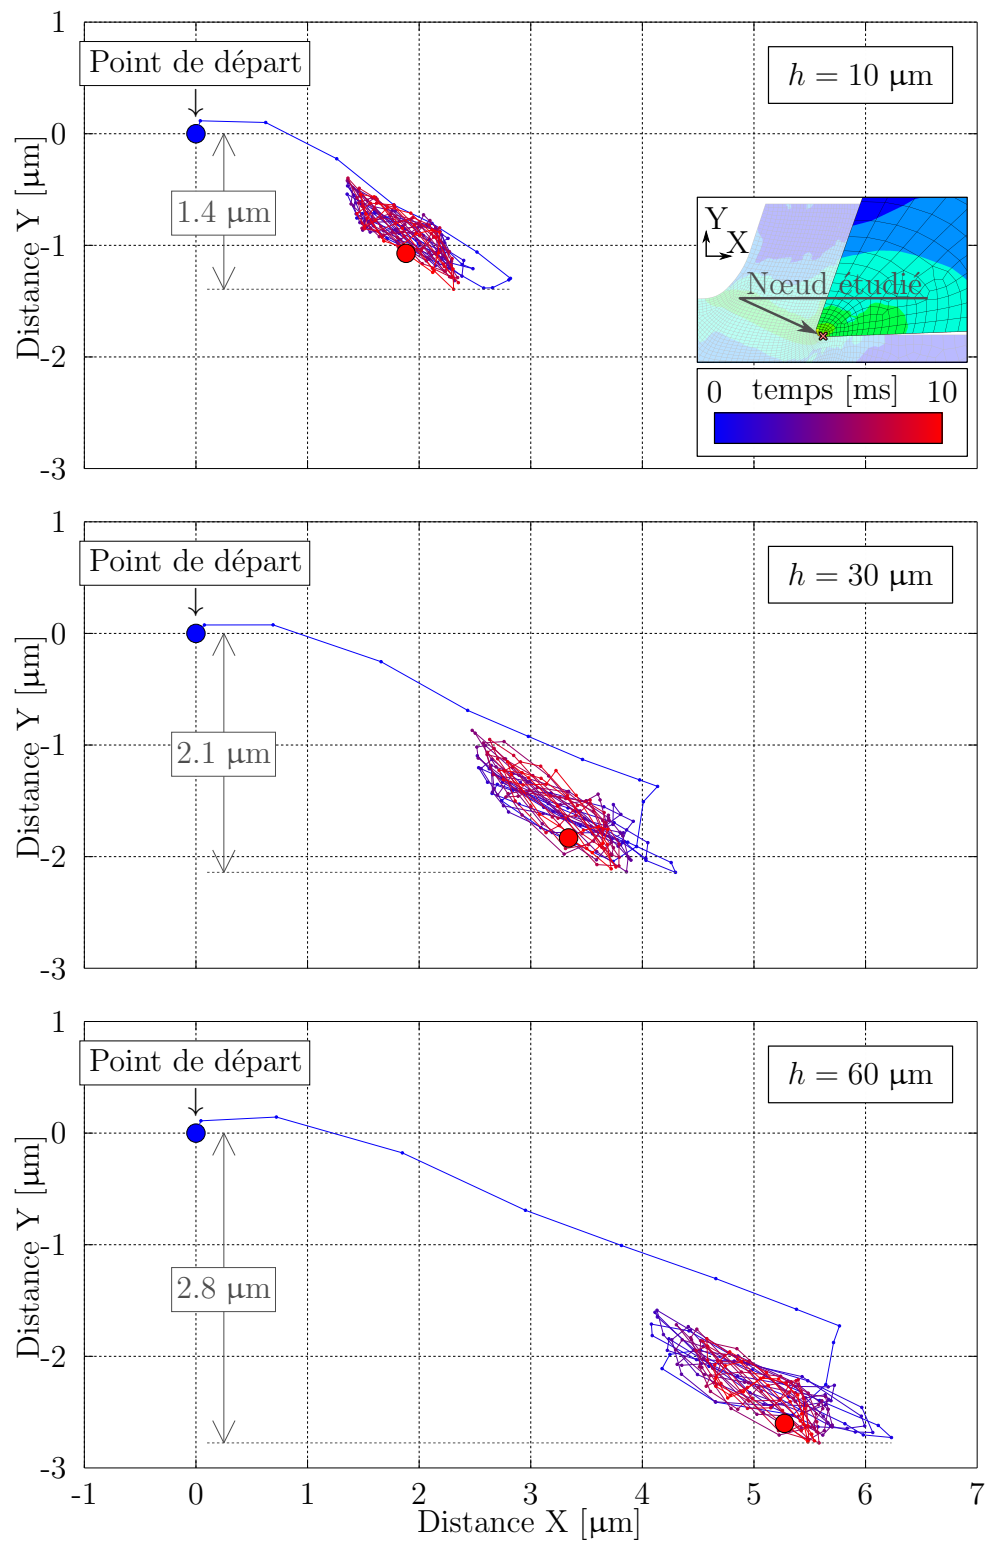 1
Point de départ
h = 10 µm
0
1.4 µm
-1
-2
-3
Distance Y [µm]
Y
X
Nœud étudié
0 temps [ms] 10
1
Point de départ
h = 30 µm
0
2.1 µm
-1
-2
-3
Distance Y [µm]
1
Point de départ
h = 60 µm
0
2.8 µm
-1
-2
-3
Distance Y [µm]
-1 0 1 2 3 4 5 6 7
Distance X [µm]